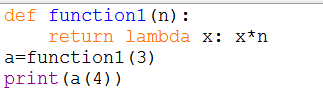 def function1(n):
    return lambda x: x*n
a=function1(3)
print(a(4))